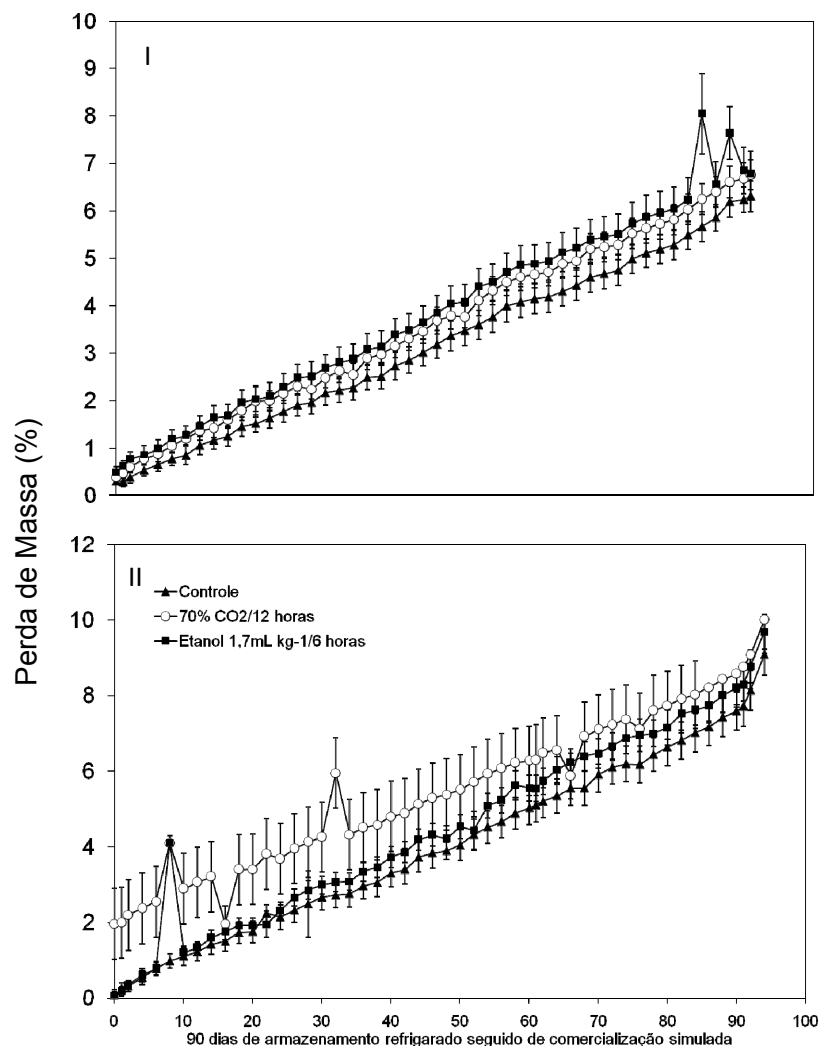 Perda de Massa (%)
I
10
9
8
7
6
5
4
3
2
1
0
II
Controle
70% CO2/12 horas
Etanol 1,7mL kg-1/6 horas
12
10
8
6
4
2
0
0 10 20 30 40 50 60 70 80 90 100
90 dias de armazenamento refrigarado seguido de comercialização simulada